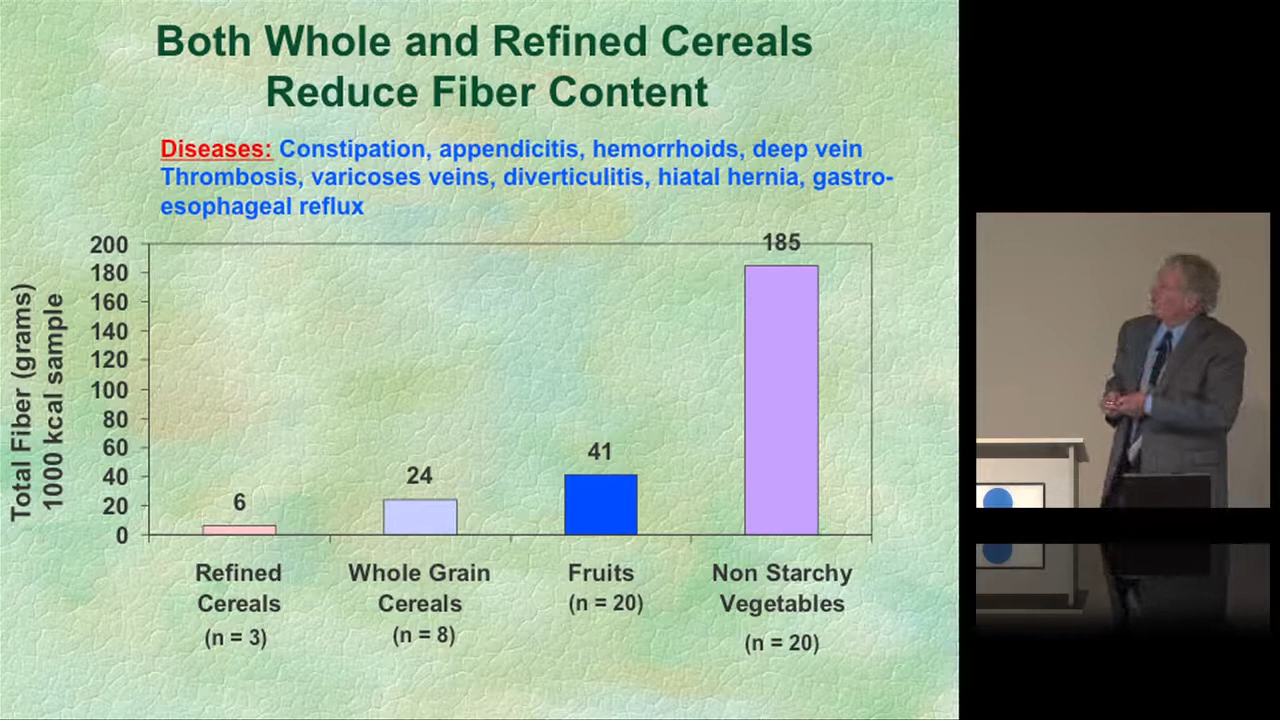 Both Whole and Refined Cereals
Reduce Fiber Content
Diseases: Constipation, appendicitis, hemorrhoids, deep vein
Thrombosis, varicoses veins, diverticulitis, hiatal hernia, gastro-
esophageal reflux
Total Fiber (grams)
1000 kcal sample
200
180
160
140
120
100
80
60
40
20
0
6
24
41
185
Refined
Cereals
(n = 3)
Whole Grain
Cereals
(n = 8)
Fruits
(n = 20)
Non Starchy
Vegetables
(n = 20)